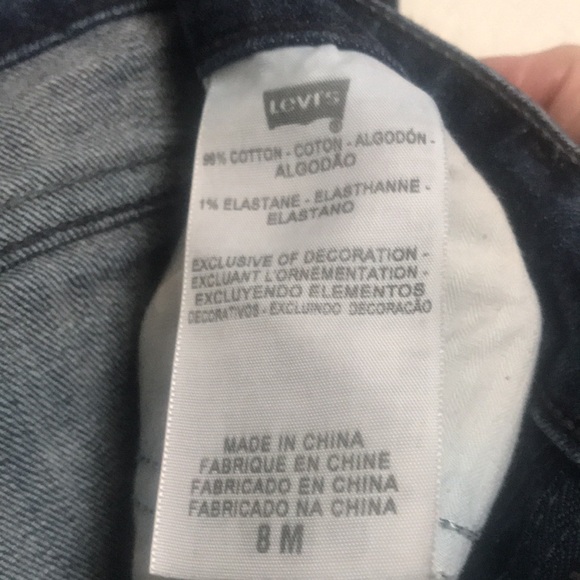 Levi's
®
99% COTTON - COTON - ALGODÓN -
ALGODÃO
1% ELASTANE - ELASTHANNE -
ELASTANO
EXCLUSIVE OF DECORATION -
EXCLUANT L'ORNEMENTATION -
EXCLUYENDO ELEMENTOS
DECORATIVOS - EXCLUINDO DECORAÇÃO
MADE IN CHINA
FABRIQUE EN CHINE
FABRICADO EN CHINA
FABRICADO NA CHINA
8 M